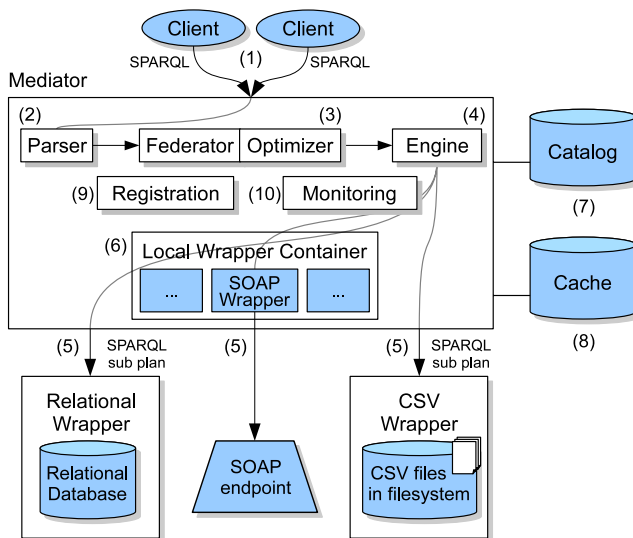 Client
Client
SPARQL
(1)
SPARQL
Mediator
(2)
(3)
(4)
Parser
Federator
Optimizer
Engine
Catalog
(7)
(9)
Registration
(10)
Monitoring
(6)
Local Wrapper Container
...
SOAP
Wrapper
...
Cache
(8)
(5)
SPARQL
sub plan
(5)
(5)
SPARQL
sub plan
Relational
Wrapper
Relational
Database
SOAP
endpoint
CSV
Wrapper
CSV files
in filesystem